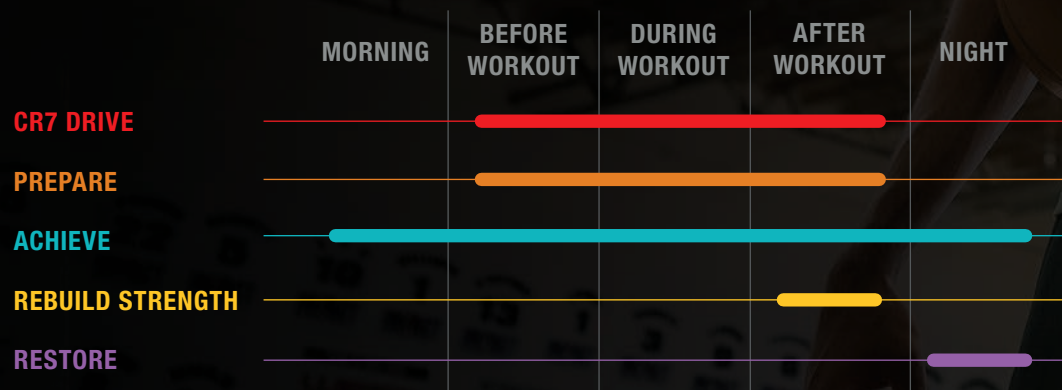 MORNING
BEFORE
WORKOUT
DURING
WORKOUT
AFTER
WORKOUT
NIGHT
CR7 DRIVE
PREPARE
ACHIEVE
REBUILD STRENGTH
RESTORE